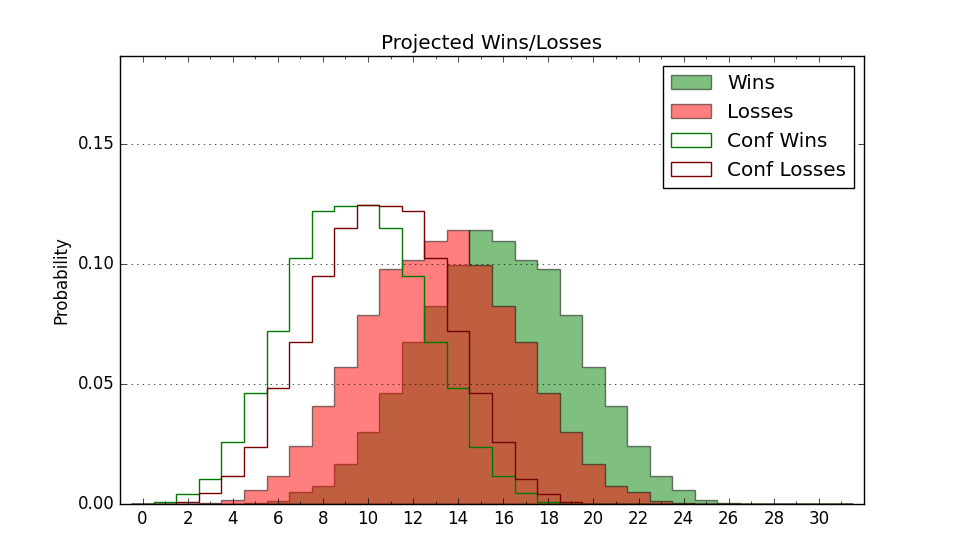 Projected Wins/Losses
Wins
Losses
Conf Wins
Conf Losses
Probability
0.15
0.10
0.05
0.00
0 2 4 6 8 10 12 14 16 18 20 22 24 26 28 30